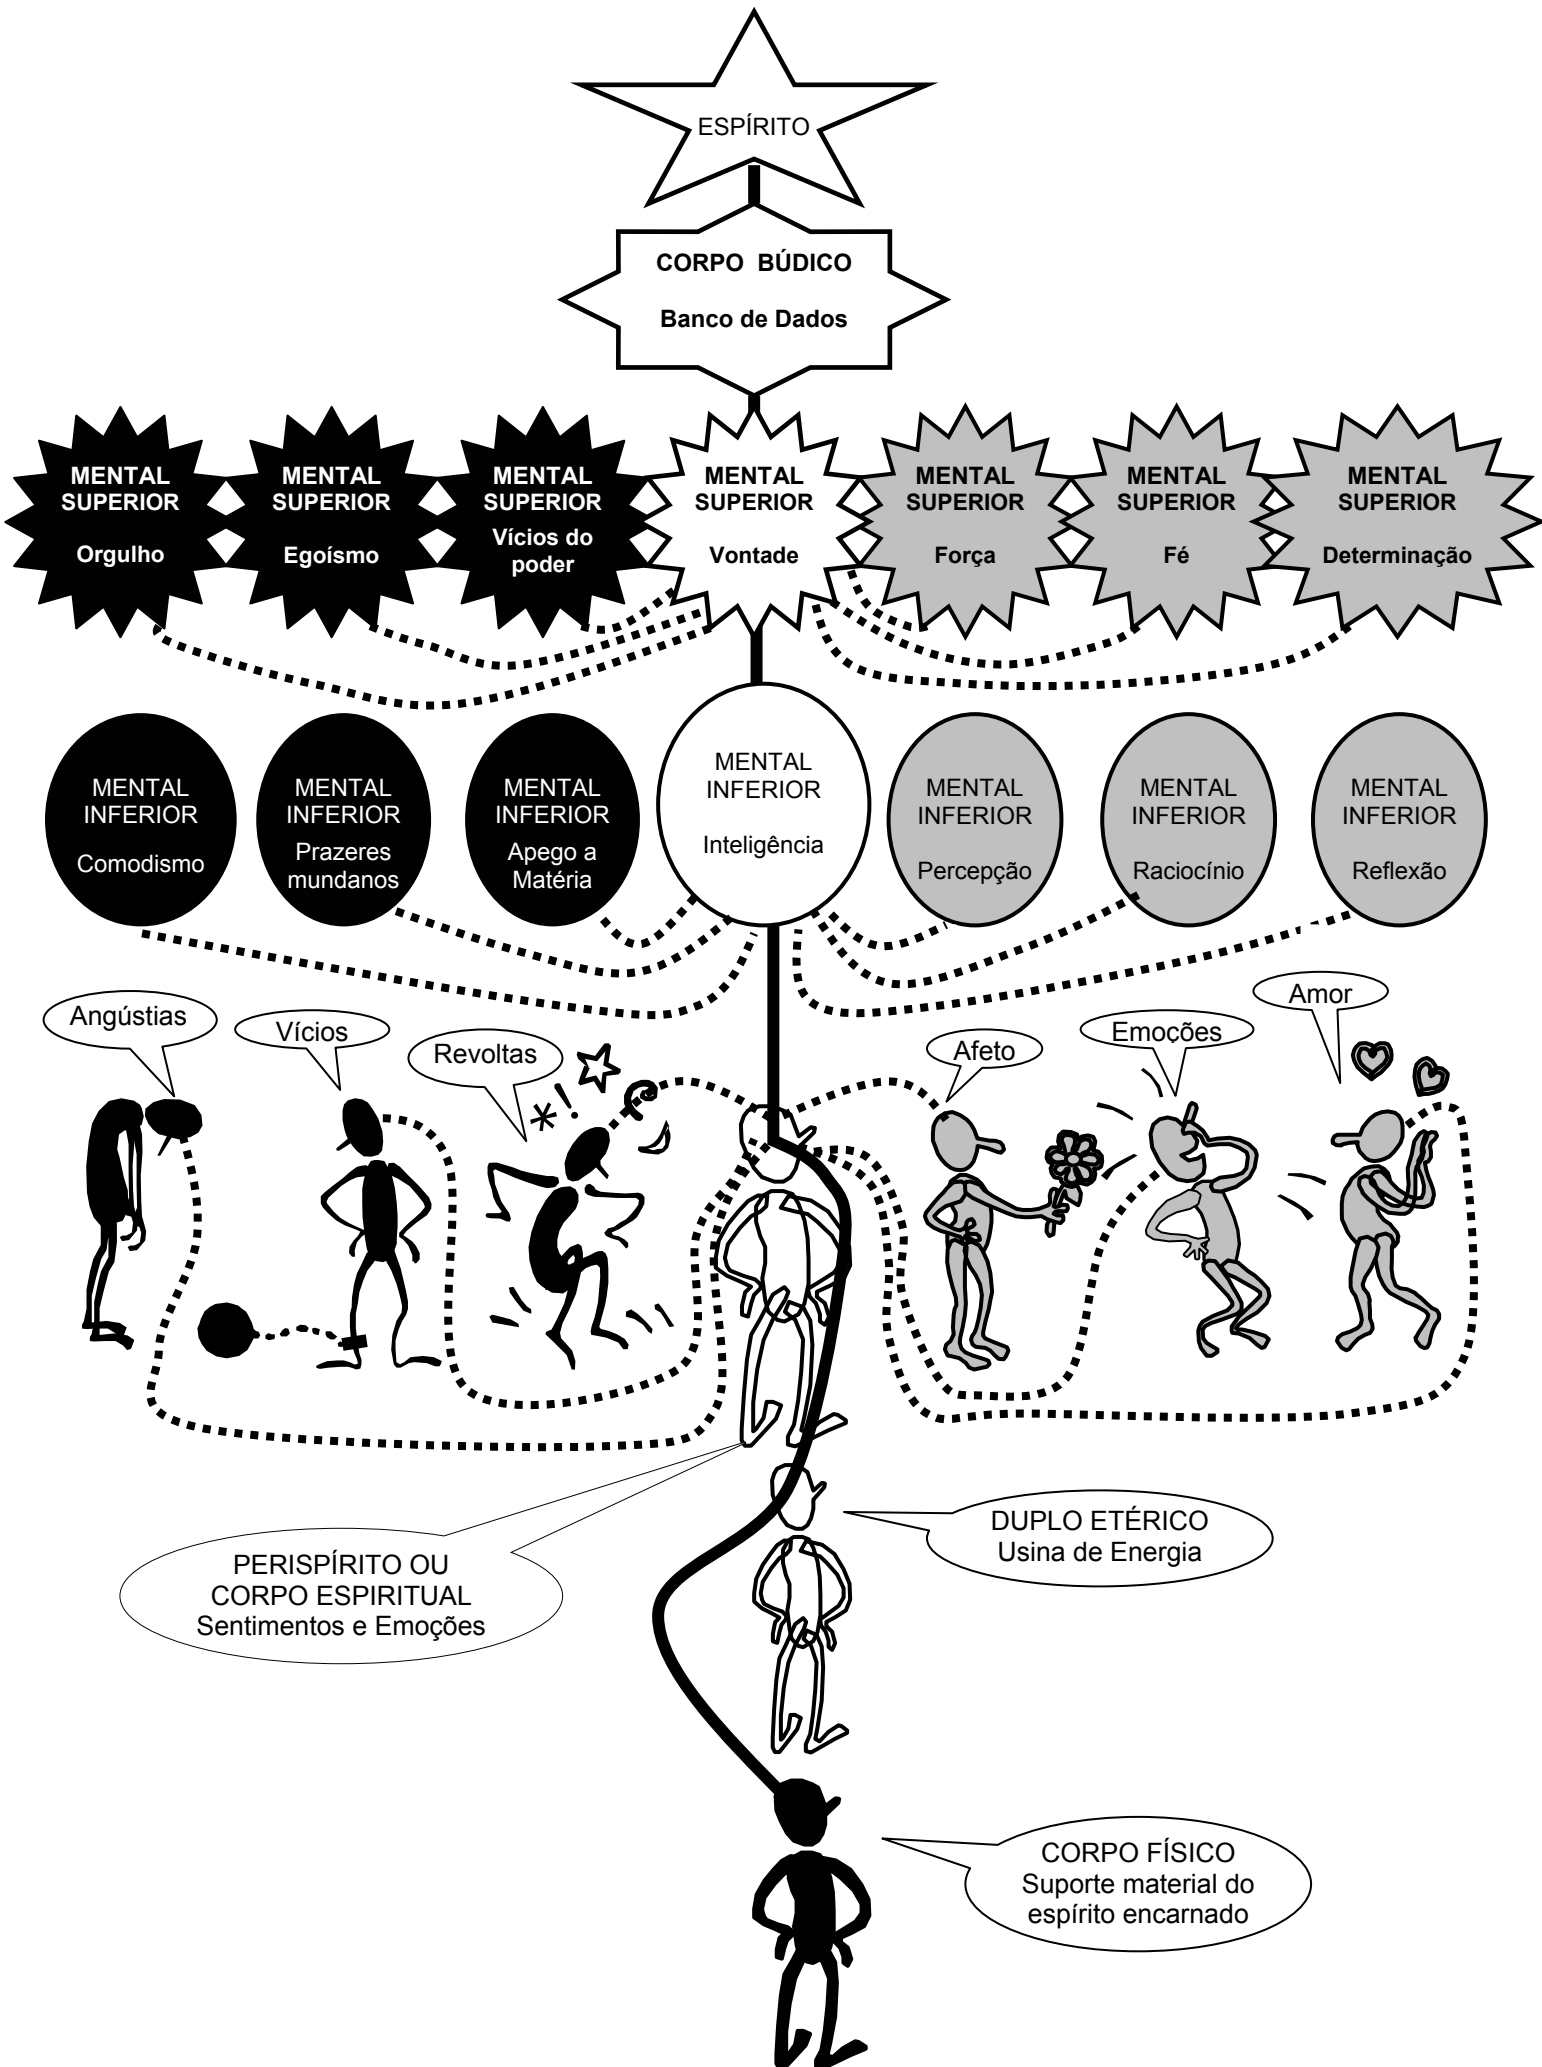 ESPÍRITO
CORPO BÚDICO
Banco de Dados
MENTAL
SUPERIOR
Orgulho
MENTAL
SUPERIOR
Egoísmo
MENTAL
SUPERIOR
Vícios do
poder
MENTAL
SUPERIOR
Vontade
MENTAL
SUPERIOR
Força
MENTAL
SUPERIOR
Fé
MENTAL
SUPERIOR
Determinação
MENTAL
INFERIOR
Comodismo
MENTAL
INFERIOR
Prazeres
mundanos
MENTAL
INFERIOR
Apego a
Matéria
MENTAL
INFERIOR
Inteligência
MENTAL
INFERIOR
Percepção
MENTAL
INFERIOR
Raciocínio
MENTAL
INFERIOR
Reflexão
Angústias
Vícios
Revoltas
*!
Afeto
Emoções
Amor
PERISPÍRITO OU
CORPO ESPIRITUAL
Sentimentos e Emoções
DUPLO ETÉRICO
Usina de Energia
CORPO FÍSICO
Suporte material do
espírito encarnado